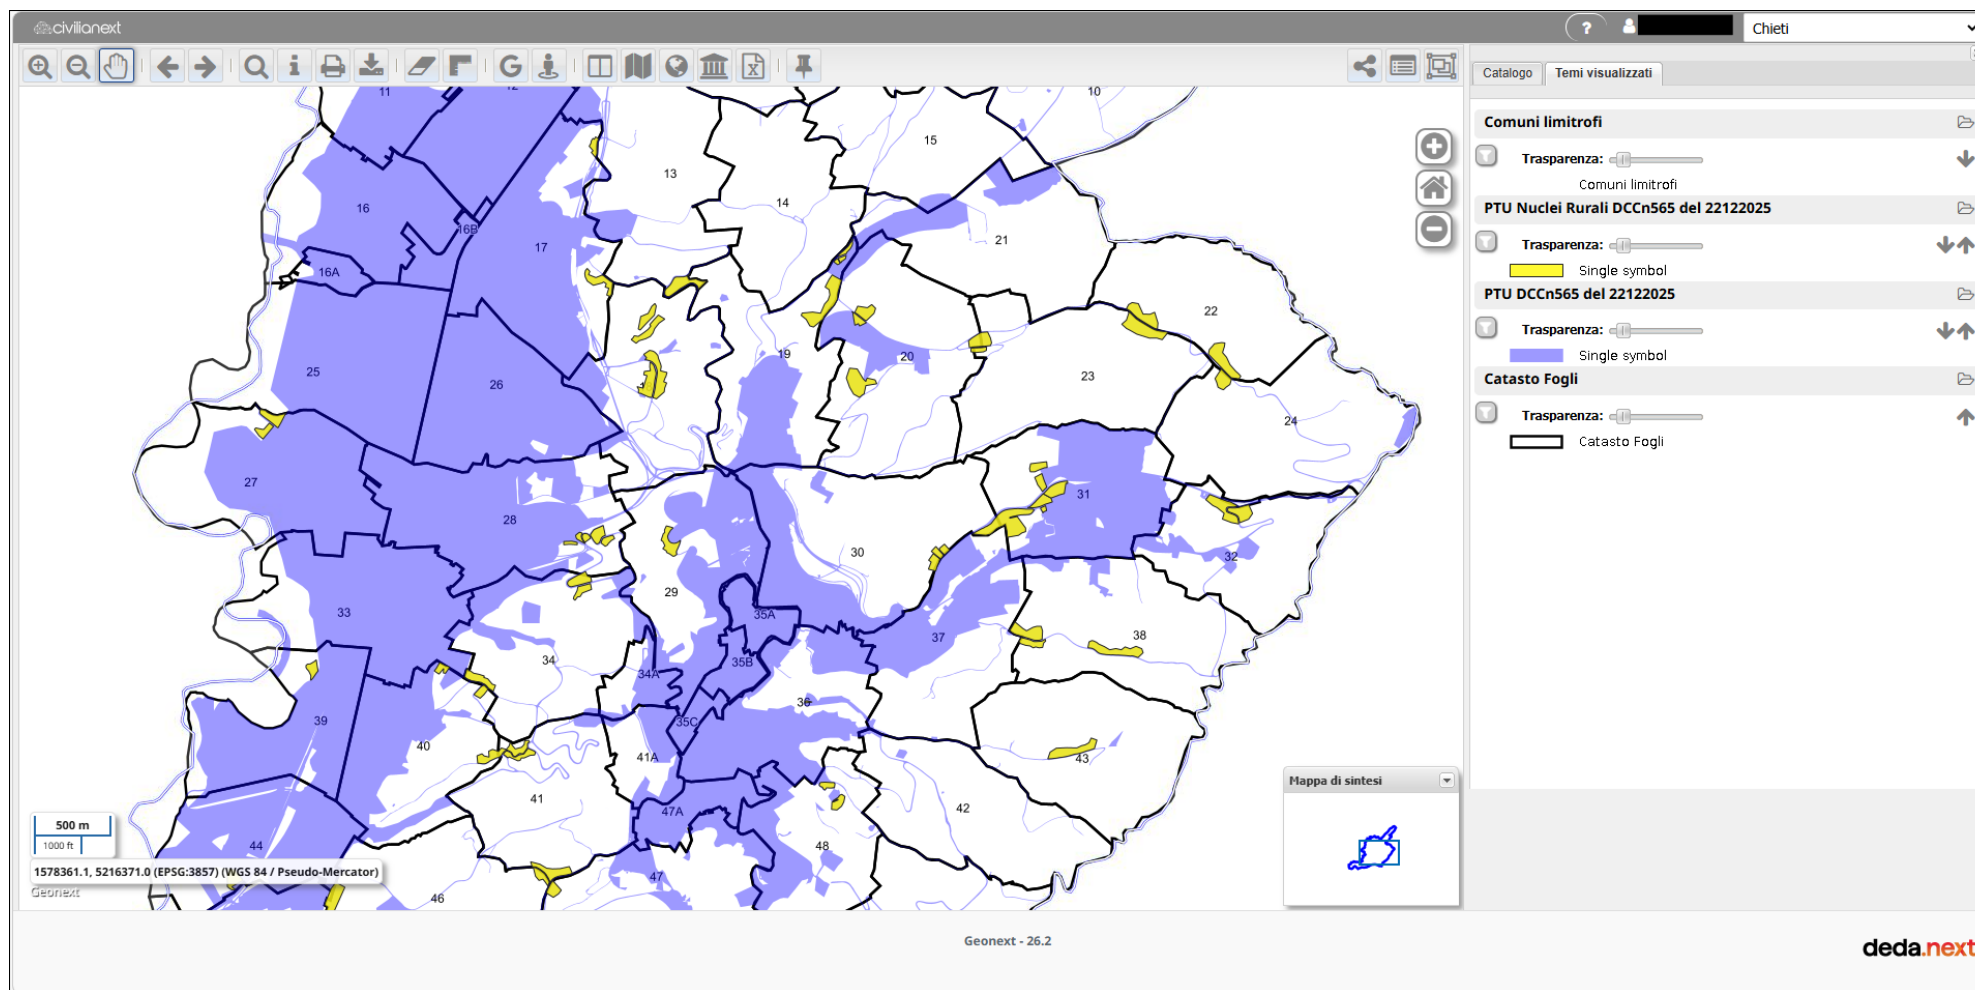 civilianext
?
Chieti
G
i
X
Catalogo
Temi visualizzati
Comuni limitrofi
Trasparenza:
Comuni limitrofi
PTU Nuclei Rurali DCCn565 del 22122025
Trasparenza:
Single symbol
PTU DCCn565 del 22122025
Trasparenza:
Single symbol
Catasto Fogli
Trasparenza:
Catasto Fogli
11
12
10
15
13
14
16
16B
17
21
16A
22
19
20
25
26
23
24
27
31
28
30
32
29
33
35A
37
38
34
35B
34A
36
39
35C
40
41A
43
41
47A
42
44
48
47
46
Mappa di sintesi
500 m
1000 ft
1578361.1, 5216371.0 (EPSG:3857) (WGS 84 / Pseudo-Mercator)
Geonext
Geonext - 26.2
deda.next